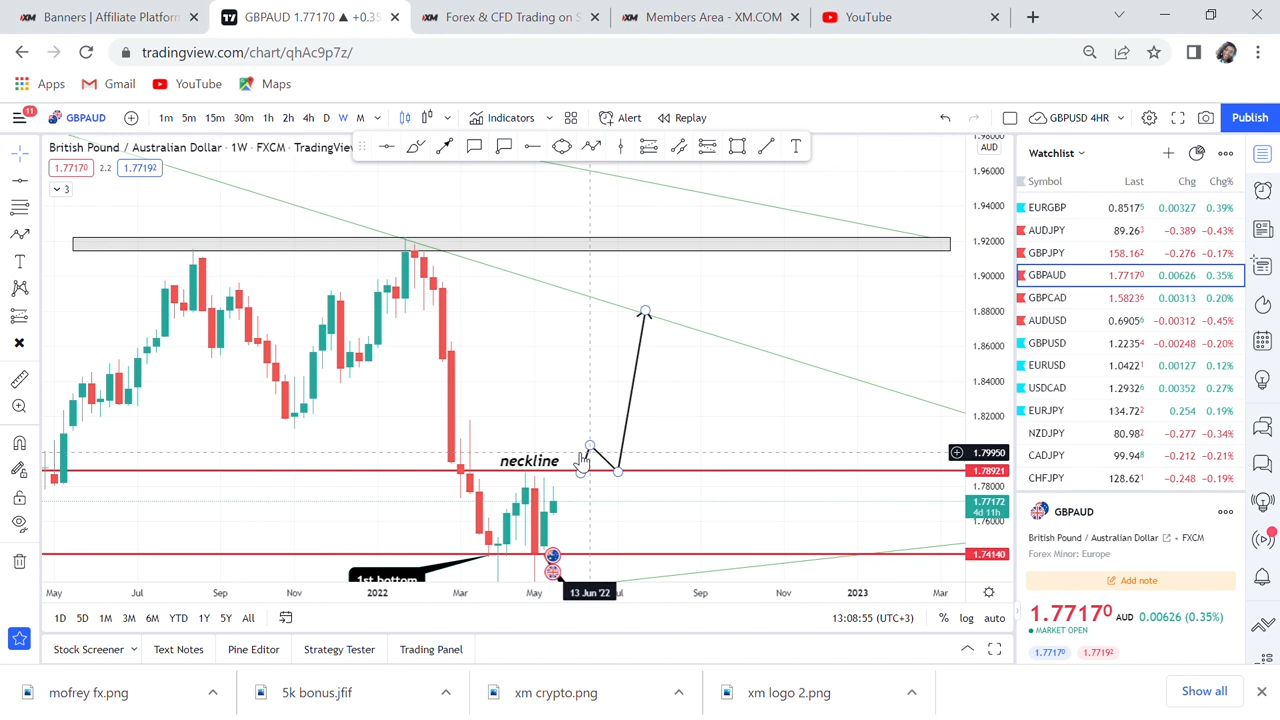 Banners | Affiliate Platform
GBPAUD 1.77170 ▲ +0.35
Forex & CFD Trading on S
Members Area - XM.COM
YouTube
tradingview.com/chart/qhAc9p7z/
Apps
Gmail
YouTube
Maps
11
GBPAUD
1m 5m 15m 30m 1h 2h 4h D W M
Indicators
Alert
Replay
GBPUSD 4HR
Publish
British Pound / Australian Dollar · 1W · FXCM · TradingView
1.77170 2.2 1.77192
3
AUD
1.98000
1.96000
1.94000
1.92000
1.90000
1.88000
1.86000
1.84000
1.82000
1.79950
1.78921
1.78000
1.77172
4d 11h
1.76000
1.74140
neckline
1st bottom
May Jul Sep Nov 2022 Mar May 13 Jun '22 Jul Sep Nov 2023 Mar
1D 5D 1M 3M 6M YTD 1Y 5Y All
13:08:55 (UTC+3) % log auto
Stock Screener Text Notes Pine Editor Strategy Tester Trading Panel
Watchlist
Symbol Last Chg Chg%
EURGBP 0.85175 0.00327 0.39%
AUDJPY 89.263 −0.389 −0.43%
GBPJPY 158.162 −0.276 −0.17%
GBPAUD 1.77170 0.00626 0.35%
GBPCAD 1.58236 0.00313 0.20%
AUDUSD 0.69056 −0.00312 −0.45%
GBPUSD 1.22354 −0.00248 −0.20%
EURUSD 1.04221 0.00127 0.12%
USDCAD 1.29326 0.00352 0.27%
EURJPY 134.722 0.254 0.19%
NZDJPY 80.982 −0.277 −0.34%
CADJPY 99.948 −0.212 −0.21%
CHFJPY 128.621 −0.248 −0.19%
GBPAUD
British Pound / Australian Dollar · FXCM
Forex Minor: Europe
Add note
1.77170 AUD 0.00626 (0.35%)
MARKET OPEN
1.77170 1.77192
mofrey fx.png
5k bonus.jfif
xm crypto.png
xm logo 2.png
Show all